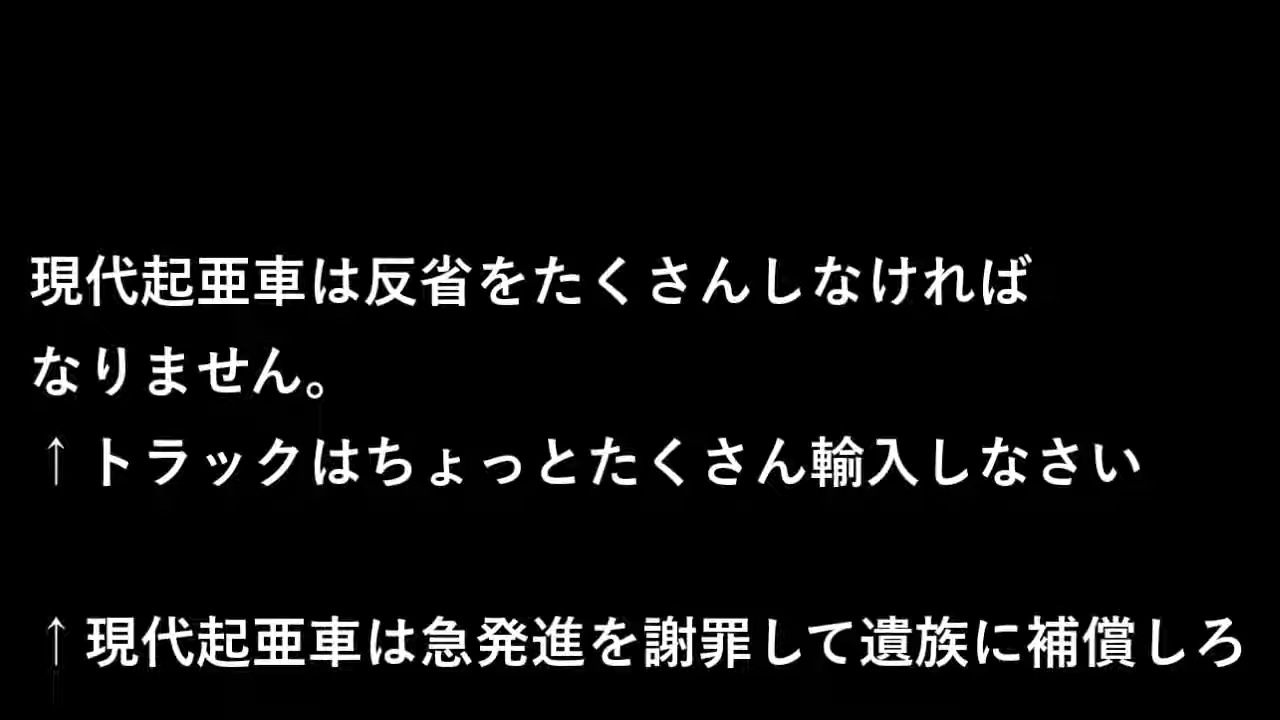 現代起亜車は反省をたくさんしなければ
なりません。
↑トラックはちょっとたくさん輸入しなさい
↑現代起亜車は急発進を謝罪して遺族に補償しろ